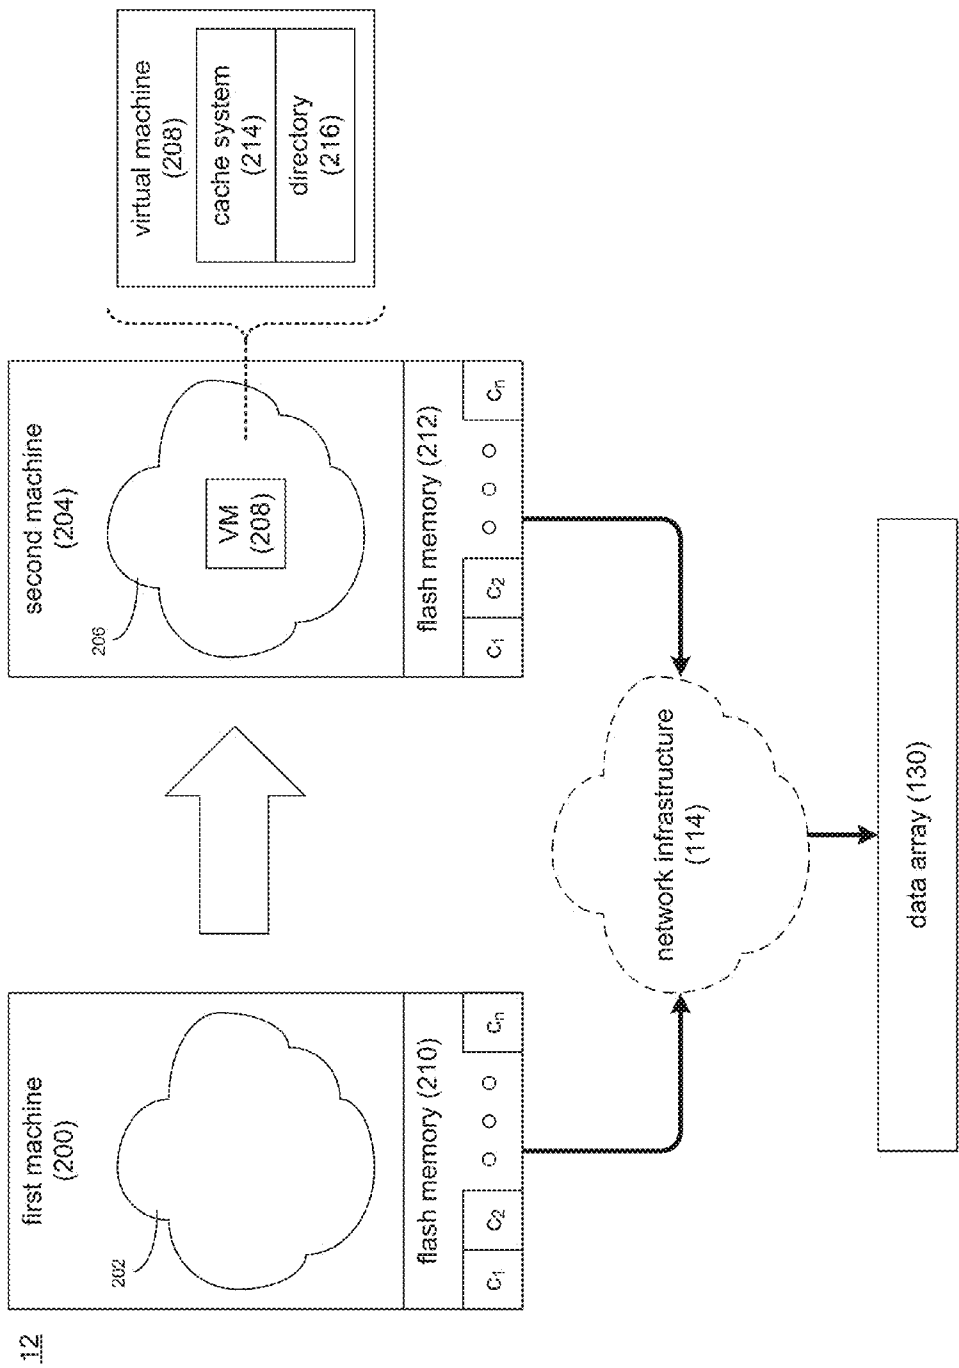 12
first machine
(200)
202
flash memory (210)
C1
C2
Cn
second machine
(204)
206
VM
(208)
flash memory (212)
C1
C2
Cn
virtual machine
(208)
cache system
(214)
directory
(216)
network infrastructure
(114)
data array (130)